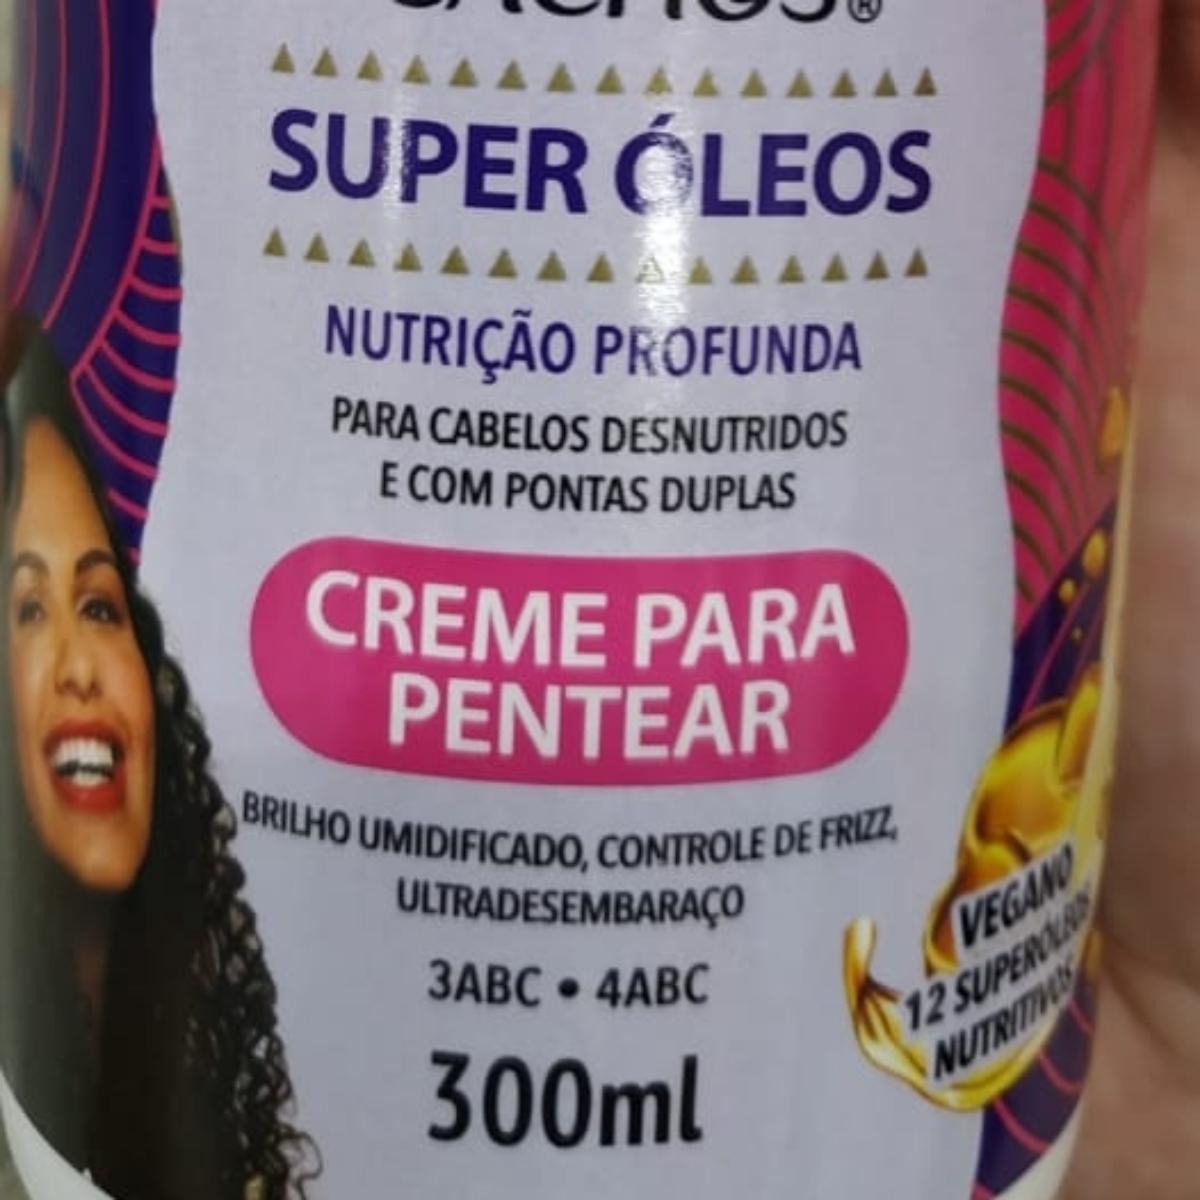 CACHOS®
SUPER ÓLEOS
NUTRIÇÃO PROFUNDA
PARA CABELOS DESNUTRIDOS
E COM PONTAS DUPLAS
CREME PARA
PENTEAR
BRILHO UMIDIFICADO, CONTROLE DE FRIZZ,
ULTRADESEMBARAÇO
3ABC • 4ABC
300ml
VEGANO
12 SUPERÓLEOS
NUTRITIVOS